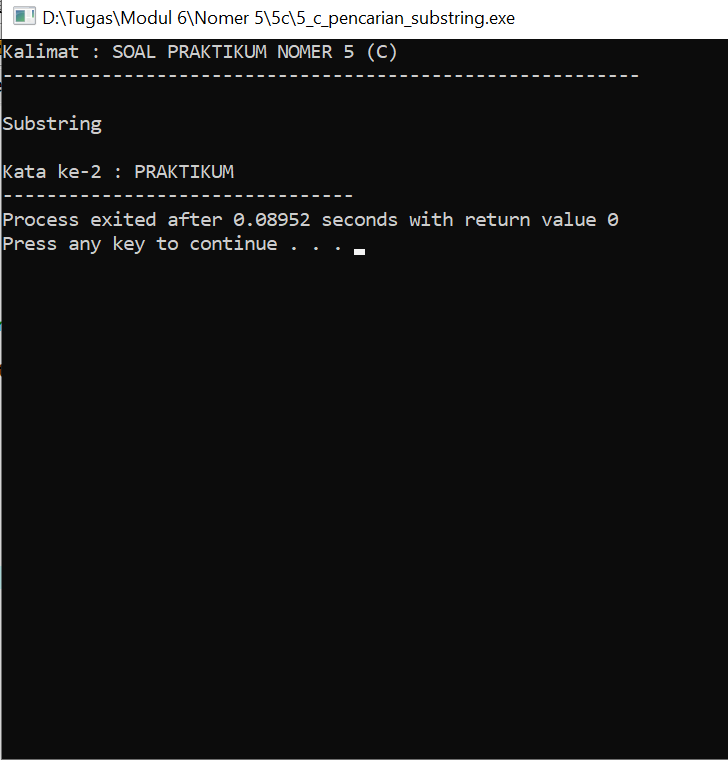 D:\Tugas\Modul 6\Nomer 5\5c\5_c_pencarian_substring.exe
Kalimat : SOAL PRAKTIKUM NOMER 5 (C)
----------------------------------------------------------
Substring
Kata ke-2 : PRAKTIKUM
--------------------------------
Process exited after 0.08952 seconds with return value 0
Press any key to continue . . .